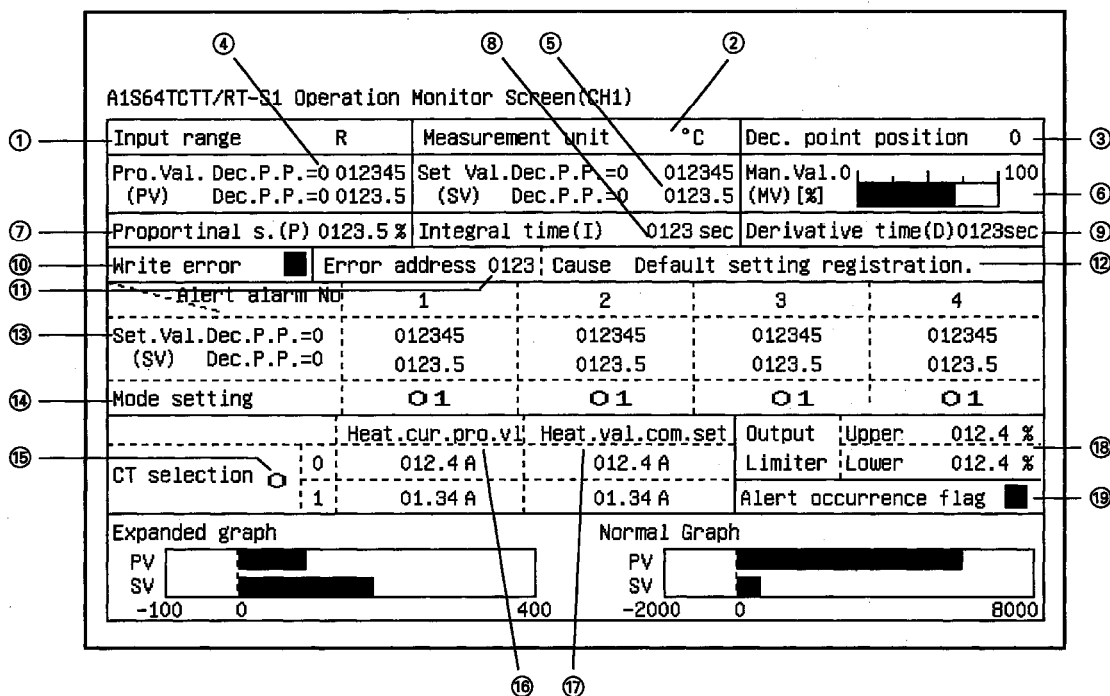 ④ ⑧ ⑤ ②
A1S64TCTT/RT-S1 Operation Monitor Screen(CH1)
① Input range R Measurement unit °C Dec. point position 0 ③
Pro.Val. Dec.P.P.=0 012345 Set Val.Dec.P.P.=0 012345 Man.Val.0 100
(PV) Dec.P.P.=0 0123.5 (SV) Dec.P.P.=0 0123.5 (MV)[%] ⑥
⑦ Proportinal s.(P) 0123.5 % Integral time(I) 0123 sec Derivative time(D)0123sec ⑨
⑩ Write error Error address 0123 Cause Default setting registration. ⑫
⑪ Alert alarm No 1 2 3 4
⑬ Set.Val.Dec.P.P.=0 012345 012345 012345 012345
(SV) Dec.P.P.=0 0123.5 0123.5 0123.5 0123.5
⑭ Mode setting O1 O1 O1 O1
Heat.cur.pro.vl Heat.val.com.set Output Upper 012.4 %
⑮ CT selection O 0 012.4 A 012.4 A Limiter Lower 012.4 % ⑱
1 01.34 A 01.34 A Alert occurrence flag ⑲
Expanded graph Normal Graph
PV PV
SV SV
-100 0 400 -2000 0 8000
⑯ ⑰